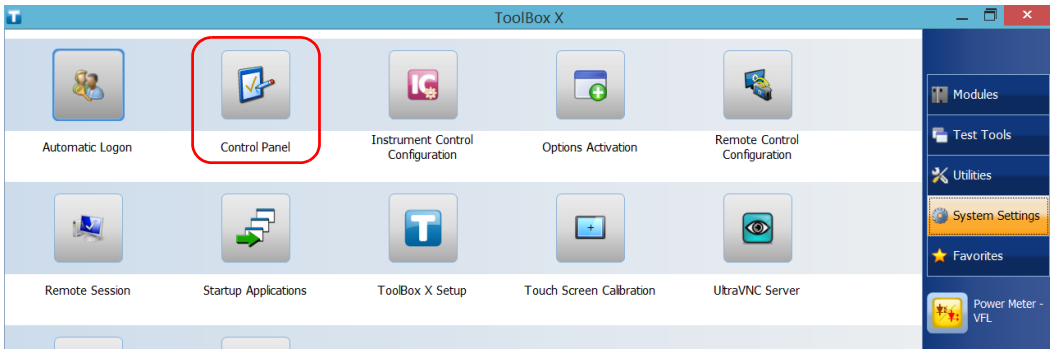 ToolBox X
Automatic Logon
Control Panel
IC
Instrument Control
Configuration
Options Activation
Remote Control
Configuration
Remote Session
Startup Applications
T
ToolBox X Setup
Touch Screen Calibration
UltraVNC Server
Modules
Test Tools
Utilities
System Settings
Favorites
Power Meter -
VFL